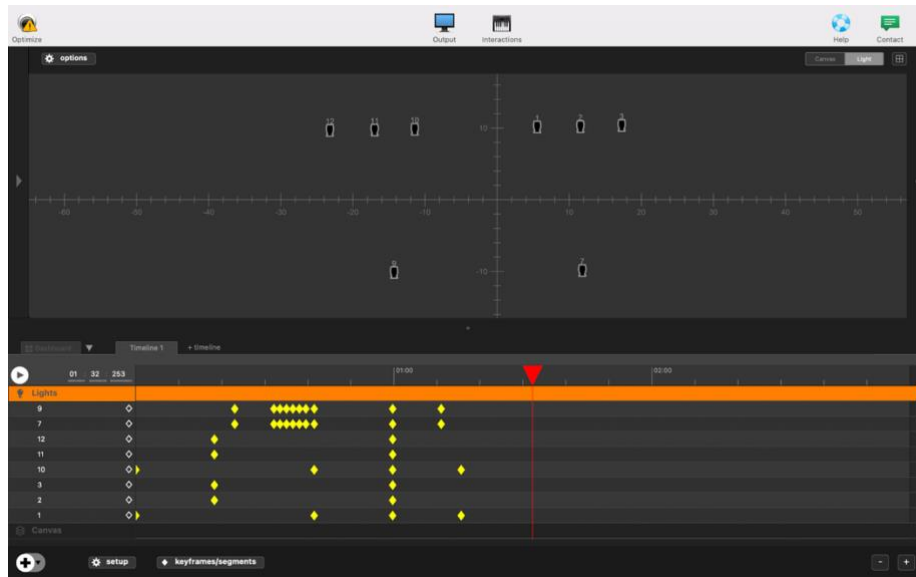 Optimize Output Interactions Help Contact
options Canvas Light
12 11 10 1 2 3
10
-60 -50 -40 -30 -20 -10 10 20 30 40 50
9 7
-10
Dashboard Timeline 1 + timeline
01 32 253 01:00 02:00
Lights
9
7
12
11
10
3
2
1
Canvas
setup keyframes/segments - +